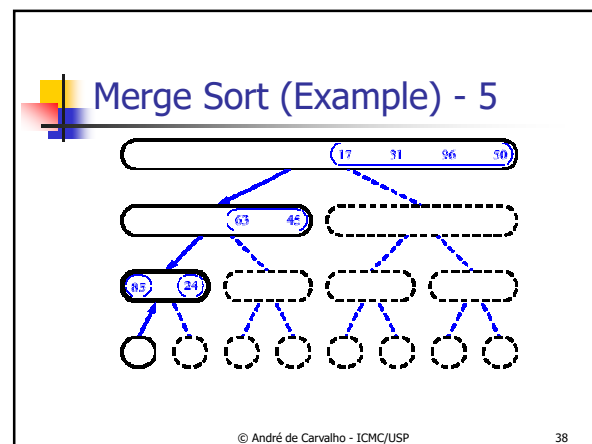 Merge Sort (Example) - 5
17 31 96 50
63 45
85 24
© André de Carvalho - ICMC/USP 38